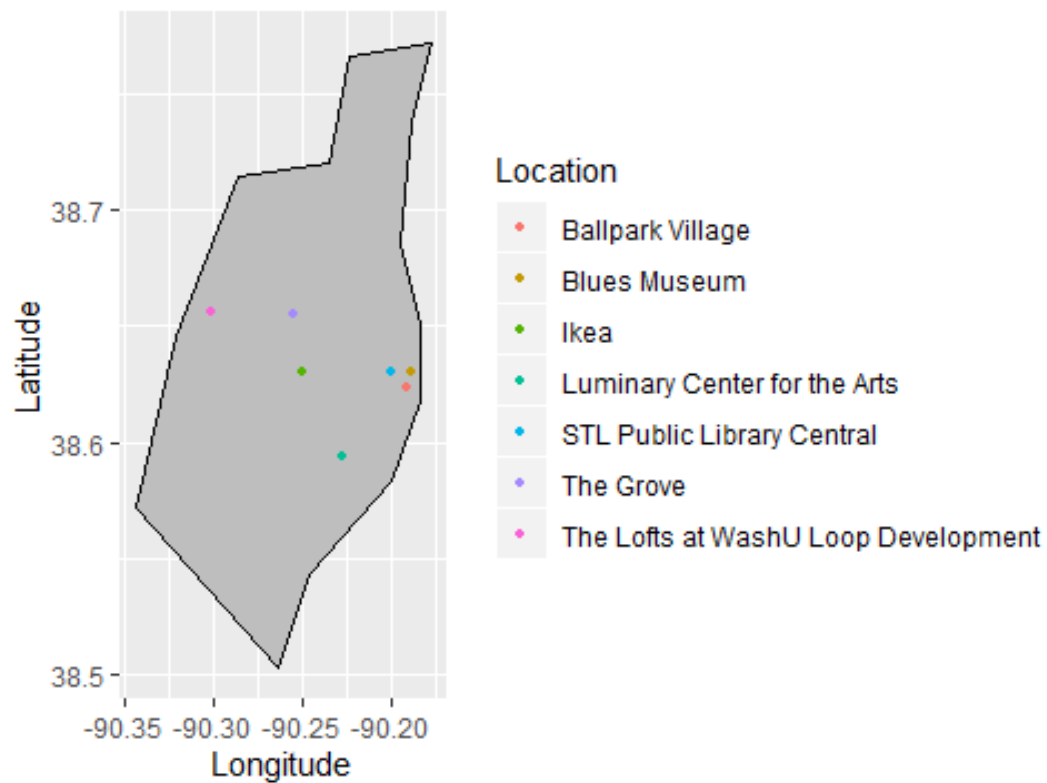 38.7
38.6
38.5
Latitude
-90.35 -90.30 -90.25 -90.20
Longitude
Location
Ballpark Village
Blues Museum
Ikea
Luminary Center for the Arts
STL Public Library Central
The Grove
The Lofts at WashU Loop Development